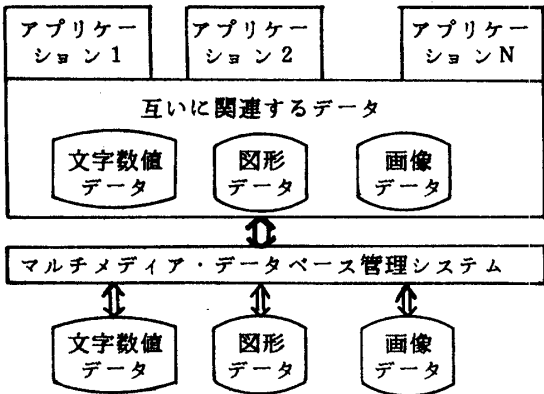 アプリケー
ション1
アプリケー
ション2
アプリケー
ションN
互いに関連するデータ
文字数値
データ
図形
データ
画像
データ
マルチメディア・データベース管理システム
文字数値
データ
図形
データ
画像
データ